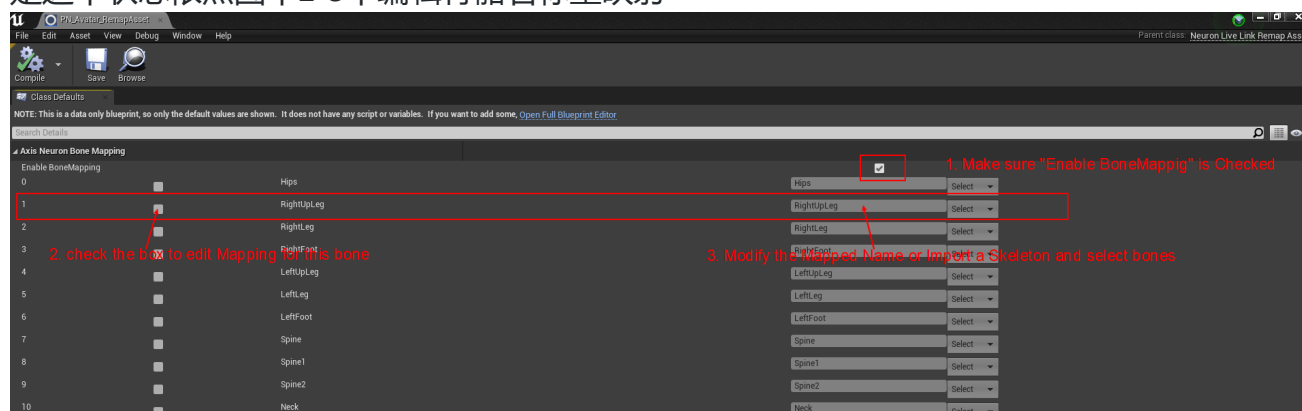 PN_Avatar_RemapAsset
File Edit Asset View Debug Window Help
Parent class: Neuron Live Link Remap Ass
Compile Save Browse
Class Defaults
NOTE: This is a data only blueprint, so only the default values are shown. It does not have any script or variables. If you want to add some, Open Full Blueprint Editor
Search Details
Axis Neuron Bone Mapping
Enable BoneMapping
1. Make sure "Enable BoneMappig" is Checked
0 Hips Hips Select
1 RightUpLeg RightUpLeg Select
2 RightLeg RightLeg Select
3 RightFoot RightFoot Select
2. check the box to edit Mapping for this bone
3. Modify the Mapped Name or Import a Skeleton and select bones
4 LeftUpLeg LeftUpLeg Select
5 LeftLeg LeftLeg Select
6 LeftFoot LeftFoot Select
7 Spine Spine Select
8 Spine1 Spine1 Select
9 Spine2 Spine2 Select
10 Neck Neck Select